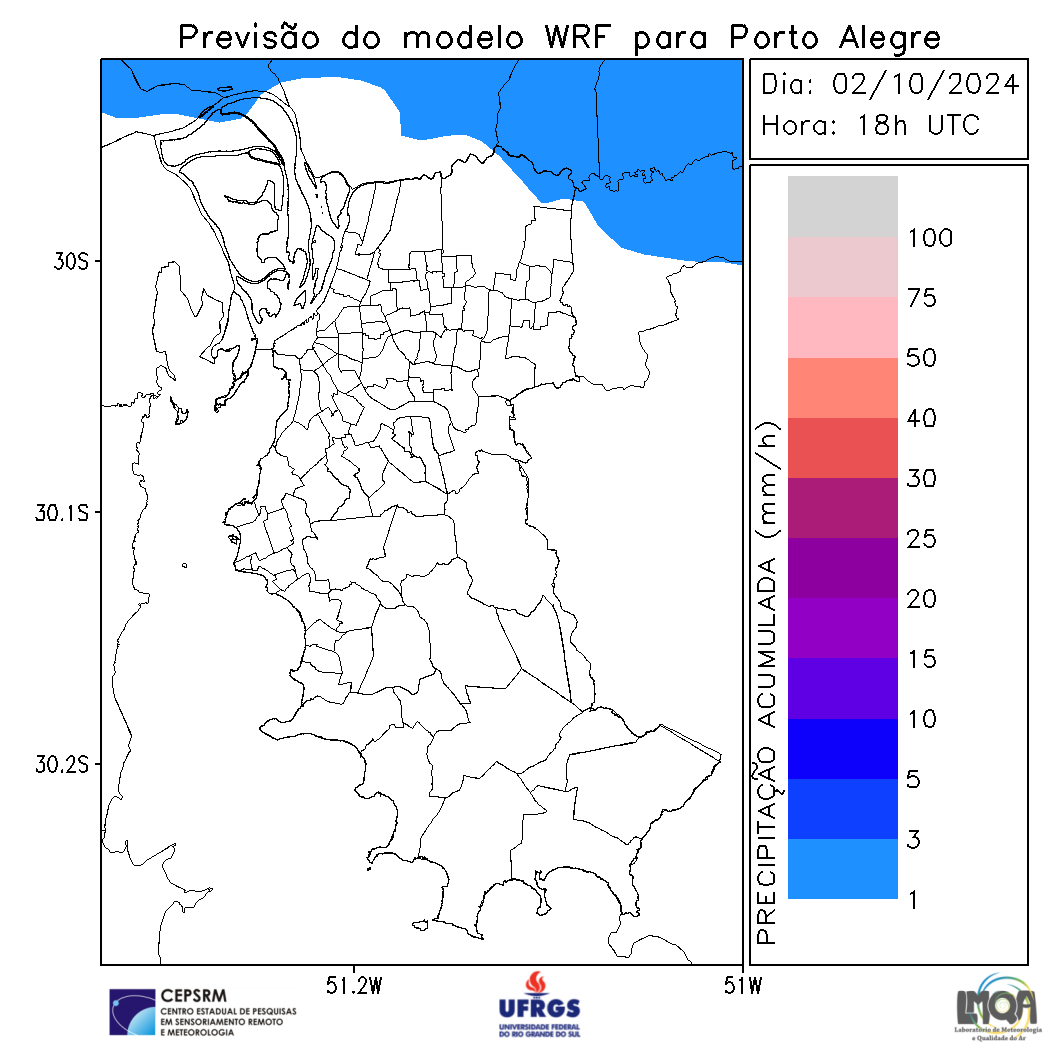 Previsão do modelo WRF para Porto Alegre
Dia: 02/10/2024
Hora: 18h UTC
30S
30.1S
30.2S
51.2W
51W
PRECIPITAÇÃO ACUMULADA (mm/h)
100
75
50
40
30
25
20
15
10
5
3
1
CEPSRM
CENTRO ESTADUAL DE PESQUISAS
EM SENSORIAMENTO REMOTO
E METEOROLOGIA
UFRGS
UNIVERSIDADE FEDERAL
DO RIO GRANDE DO SUL
LMQA
Laboratório de Meteorologia
e Qualidade do Ar